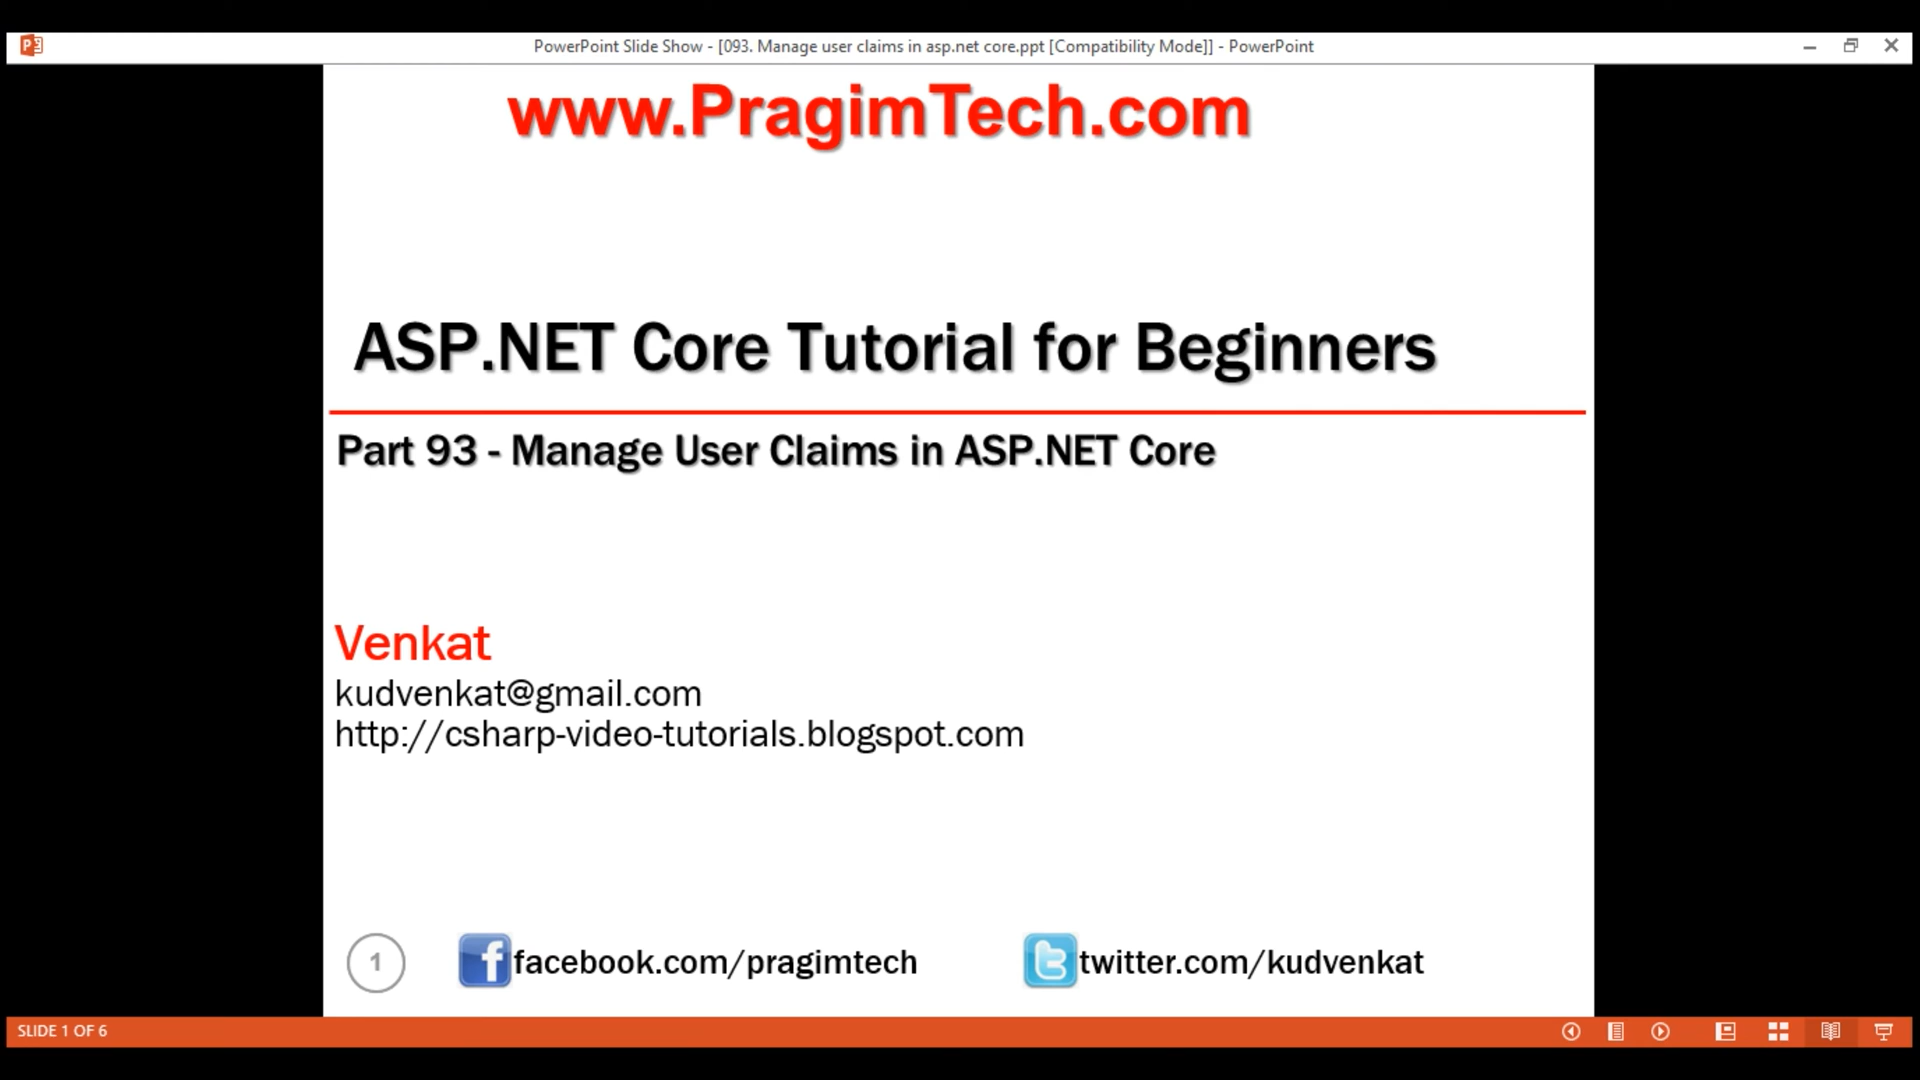 PowerPoint Slide Show - [093. Manage user claims in asp.net core.ppt [Compatibility Mode]] - PowerPoint
www.PragimTech.com
ASP.NET Core Tutorial for Beginners
Part 93 - Manage User Claims in ASP.NET Core
Venkat
kudvenkat@gmail.com
http://csharp-video-tutorials.blogspot.com
1 facebook.com/pragimtech twitter.com/kudvenkat
SLIDE 1 OF 6